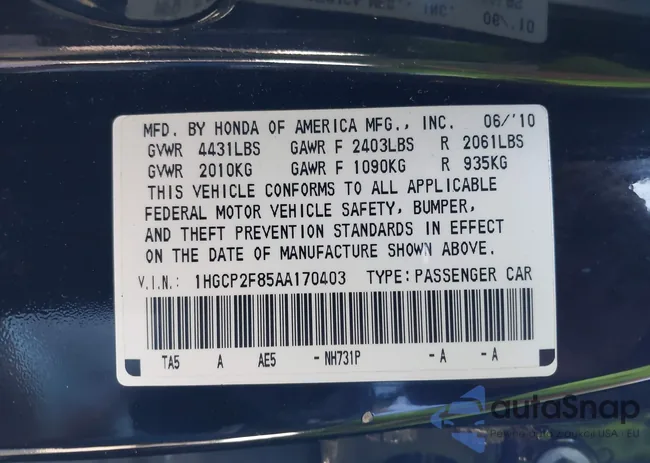 MFD. BY HONDA OF AMERICA MFG., INC. 06/'10
GVWR 4431LBS GAWR F 2403LBS R 2061LBS
GVWR 2010KG GAWR F 1090KG R 935KG
THIS VEHICLE CONFORMS TO ALL APPLICABLE
FEDERAL MOTOR VEHICLE SAFETY, BUMPER,
AND THEFT PREVENTION STANDARDS IN EFFECT
ON THE DATE OF MANUFACTURE SHOWN ABOVE.
V.I.N.: 1HGCP2F85AA170403 TYPE: PASSENGER CAR
TA5 A AE5 -NH731P -A -A
autoSnap
USA | EU